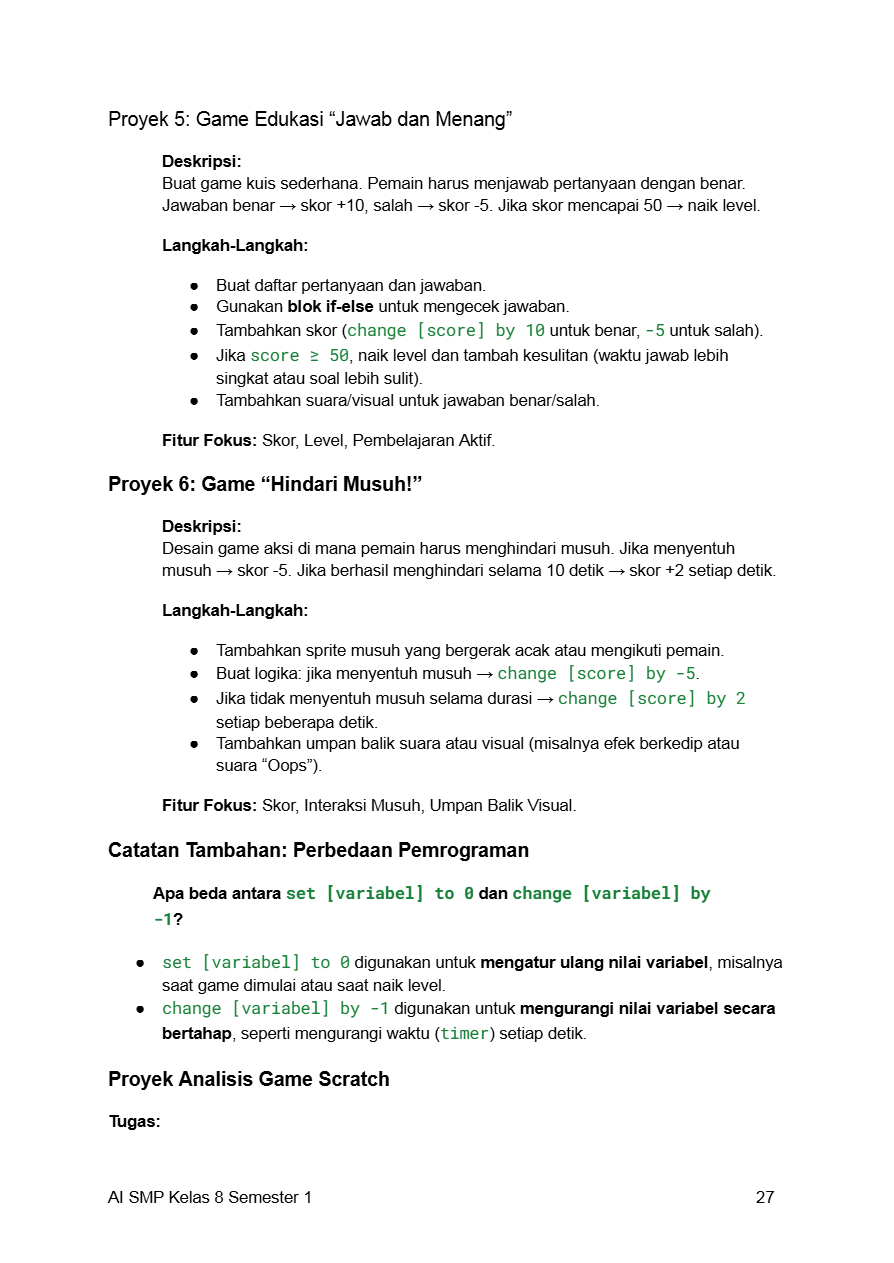 Proyek 5: Game Edukasi “Jawab dan Menang”
Deskripsi:
Buat game kuis sederhana. Pemain harus menjawab pertanyaan dengan benar.
Jawaban benar → skor +10, salah → skor -5. Jika skor mencapai 50 → naik level.
Langkah-Langkah:
● Buat daftar pertanyaan dan jawaban.
● Gunakan blok if-else untuk mengecek jawaban.
● Tambahkan skor (change [score] by 10 untuk benar, -5 untuk salah).
● Jika score ≥ 50, naik level dan tambah kesulitan (waktu jawab lebih
singkat atau soal lebih sulit).
● Tambahkan suara/visual untuk jawaban benar/salah.
Fitur Fokus: Skor, Level, Pembelajaran Aktif.
Proyek 6: Game “Hindari Musuh!”
Deskripsi:
Desain game aksi di mana pemain harus menghindari musuh. Jika menyentuh
musuh → skor -5. Jika berhasil menghindari selama 10 detik → skor +2 setiap detik.
Langkah-Langkah:
● Tambahkan sprite musuh yang bergerak acak atau mengikuti pemain.
● Buat logika: jika menyentuh musuh → change [score] by -5.
● Jika tidak menyentuh musuh selama durasi → change [score] by 2
setiap beberapa detik.
● Tambahkan umpan balik suara atau visual (misalnya efek berkedip atau
suara “Oops”).
Fitur Fokus: Skor, Interaksi Musuh, Umpan Balik Visual.
Catatan Tambahan: Perbedaan Pemrograman
Apa beda antara set [variabel] to 0 dan change [variabel] by
-1?
● set [variabel] to 0 digunakan untuk mengatur ulang nilai variabel, misalnya
saat game dimulai atau saat naik level.
● change [variabel] by -1 digunakan untuk mengurangi nilai variabel secara
bertahap, seperti mengurangi waktu (timer) setiap detik.
Proyek Analisis Game Scratch
Tugas:
AI SMP Kelas 8 Semester 1 27